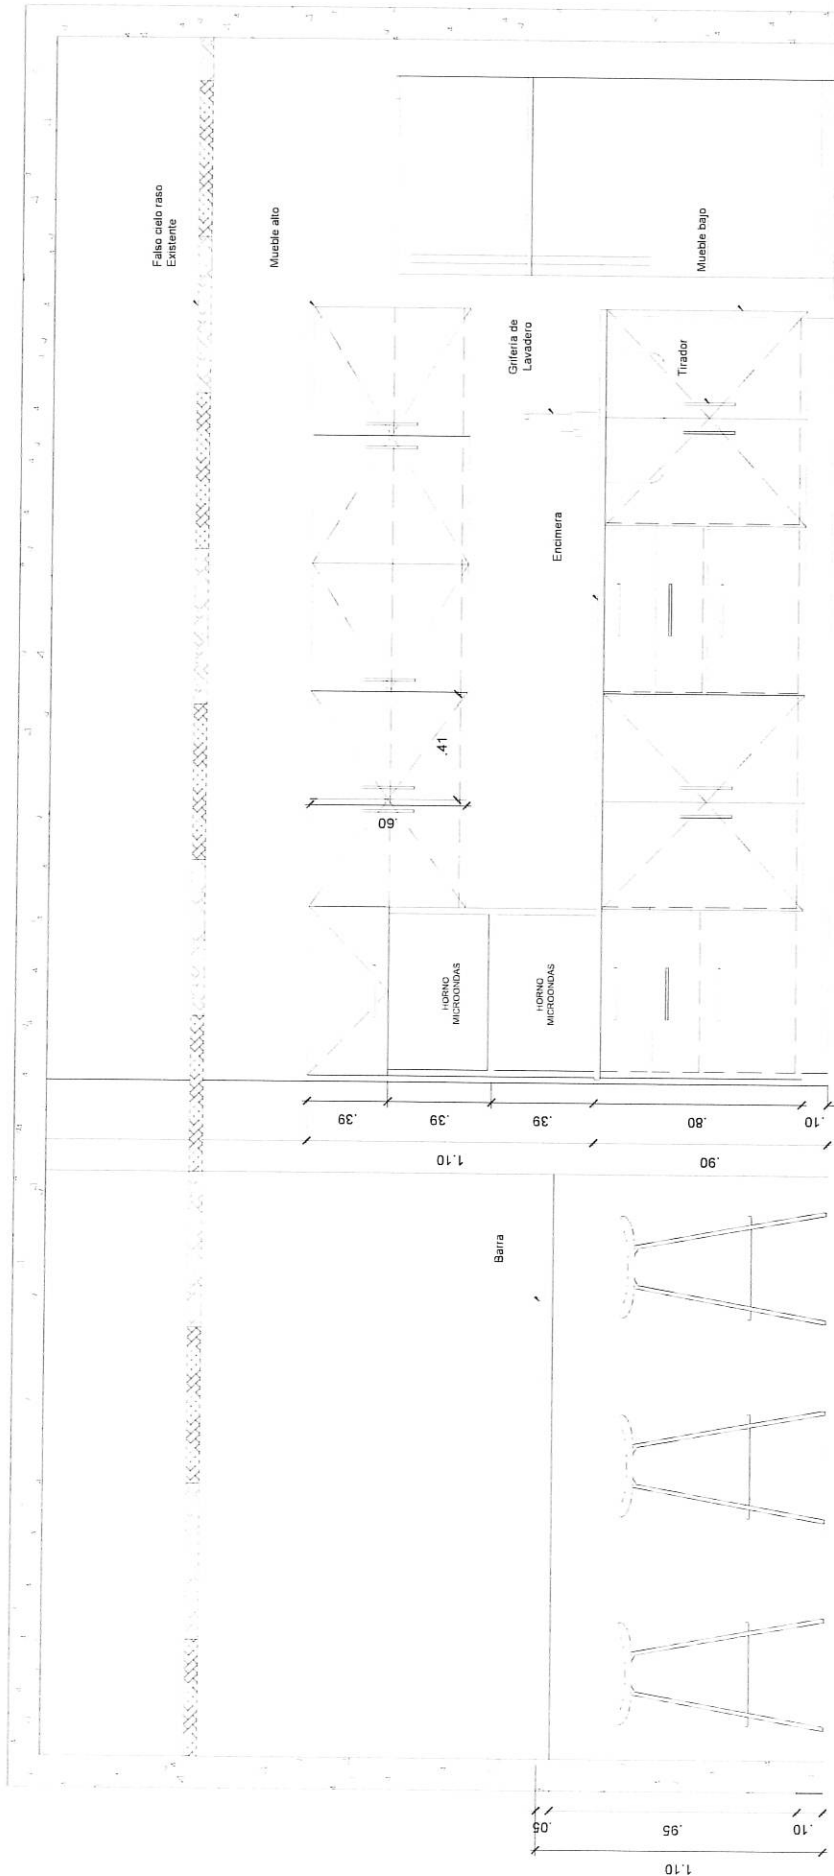 Falso cielo raso
Existente
Mueble alto
Mueble bajo
Grifería de
Lavadero
Tirador
Encimera
.41
.60
HORNO
MICROONDAS
HORNO
MICROONDAS
.39
.39
.39
.80
.10
1.10
.90
Barra
.05
.95
.10
1.10